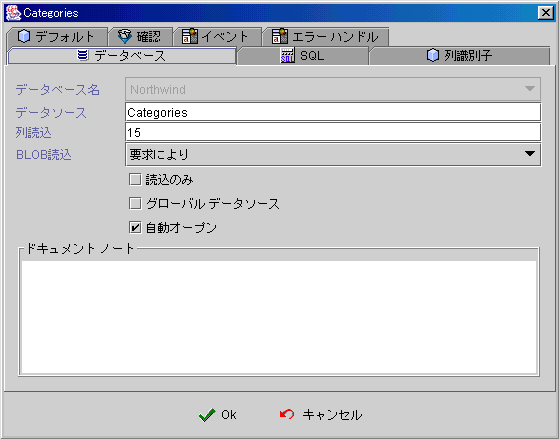 Categories
デフォルト 確認 イベント エラー ハンドル
データベース SQL 列識別子
データベース名 Northwind
データソース Categories
列読込 15
BLOB読込 要求により
読込のみ
グローバル データソース
自動オープン
ドキュメント ノート
Ok キャンセル